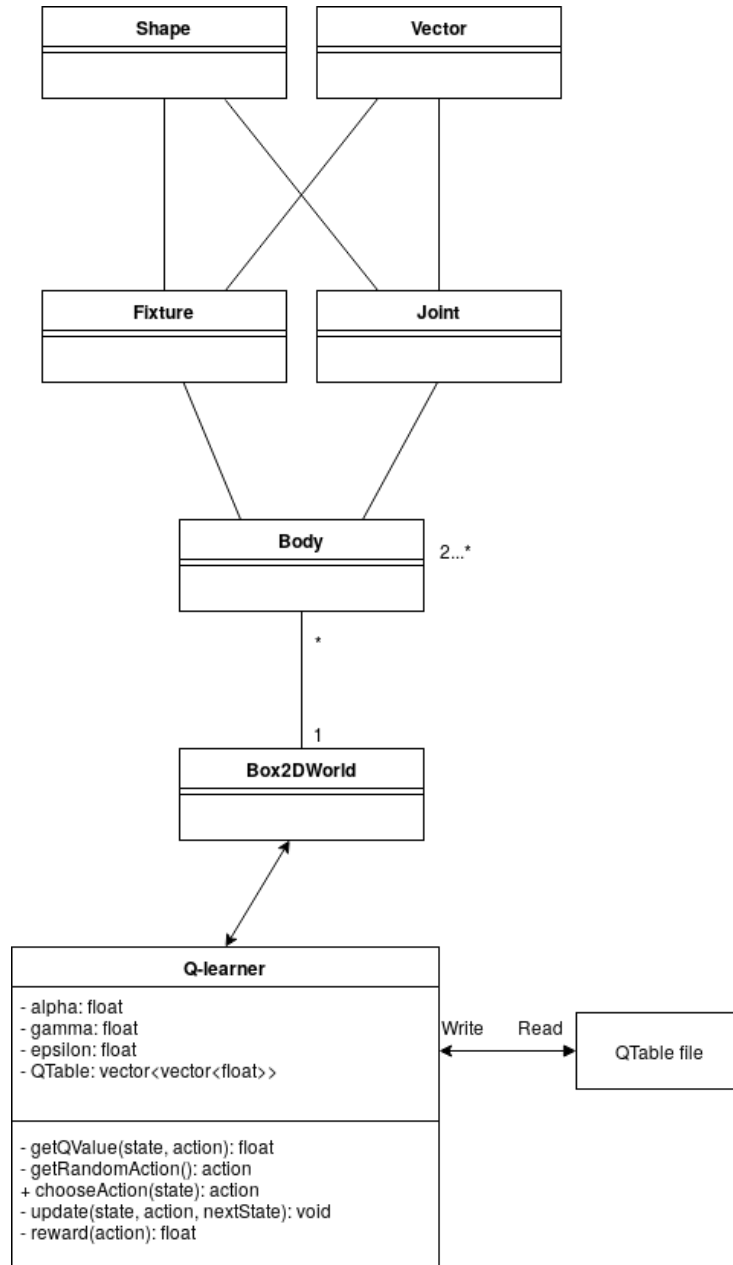 Shape
Vector
Fixture
Joint
Body
2...*
*
1
Box2DWorld
Q-learner
- alpha: float
- gamma: float
- epsilon: float
- QTable: vector<vector<float>>
Write
Read
QTable file
- getQValue(state, action): float
- getRandomAction(): action
+ chooseAction(state): action
- update(state, action, nextState): void
- reward(action): float